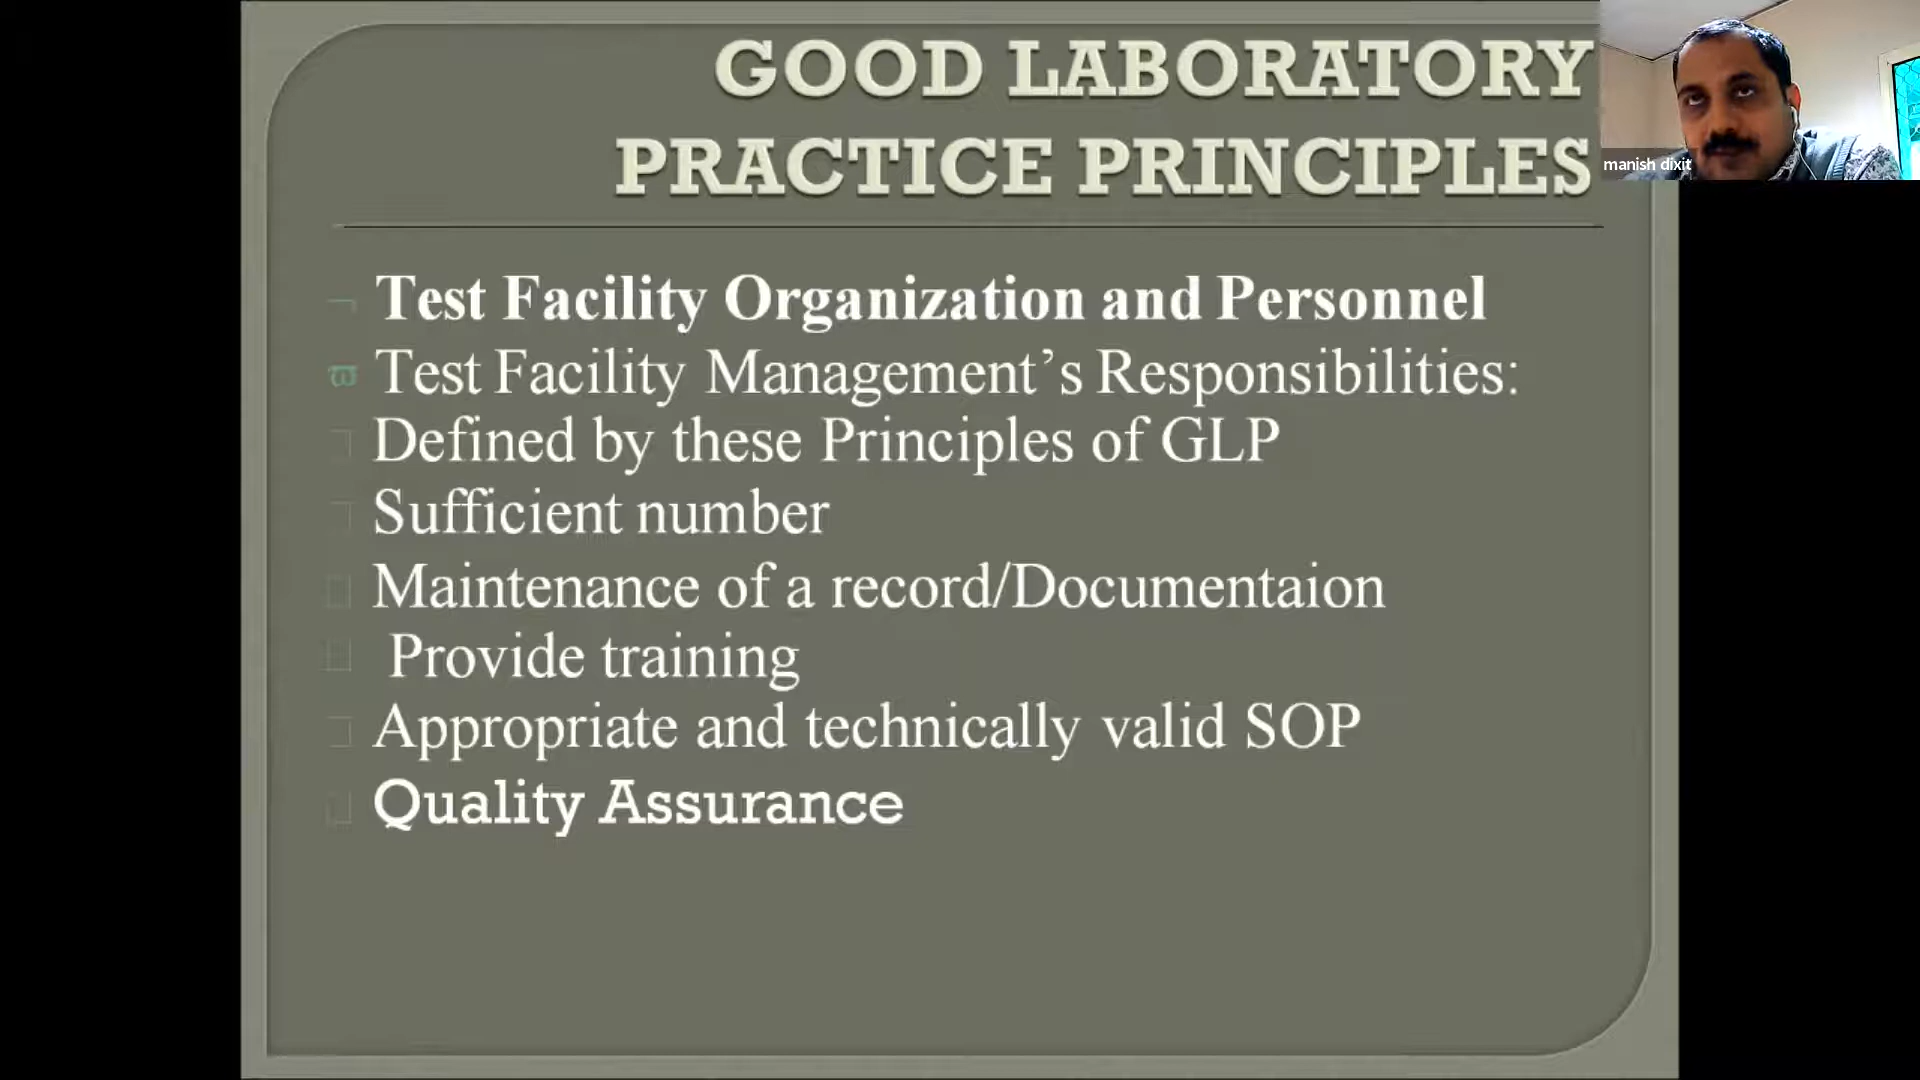 GOOD LABORATORY
PRACTICE PRINCIPLES
manish dixit
Test Facility Organization and Personnel
Test Facility Management’s Responsibilities:
Defined by these Principles of GLP
Sufficient number
Maintenance of a record/Documentaion
Provide training
Appropriate and technically valid SOP
Quality Assurance